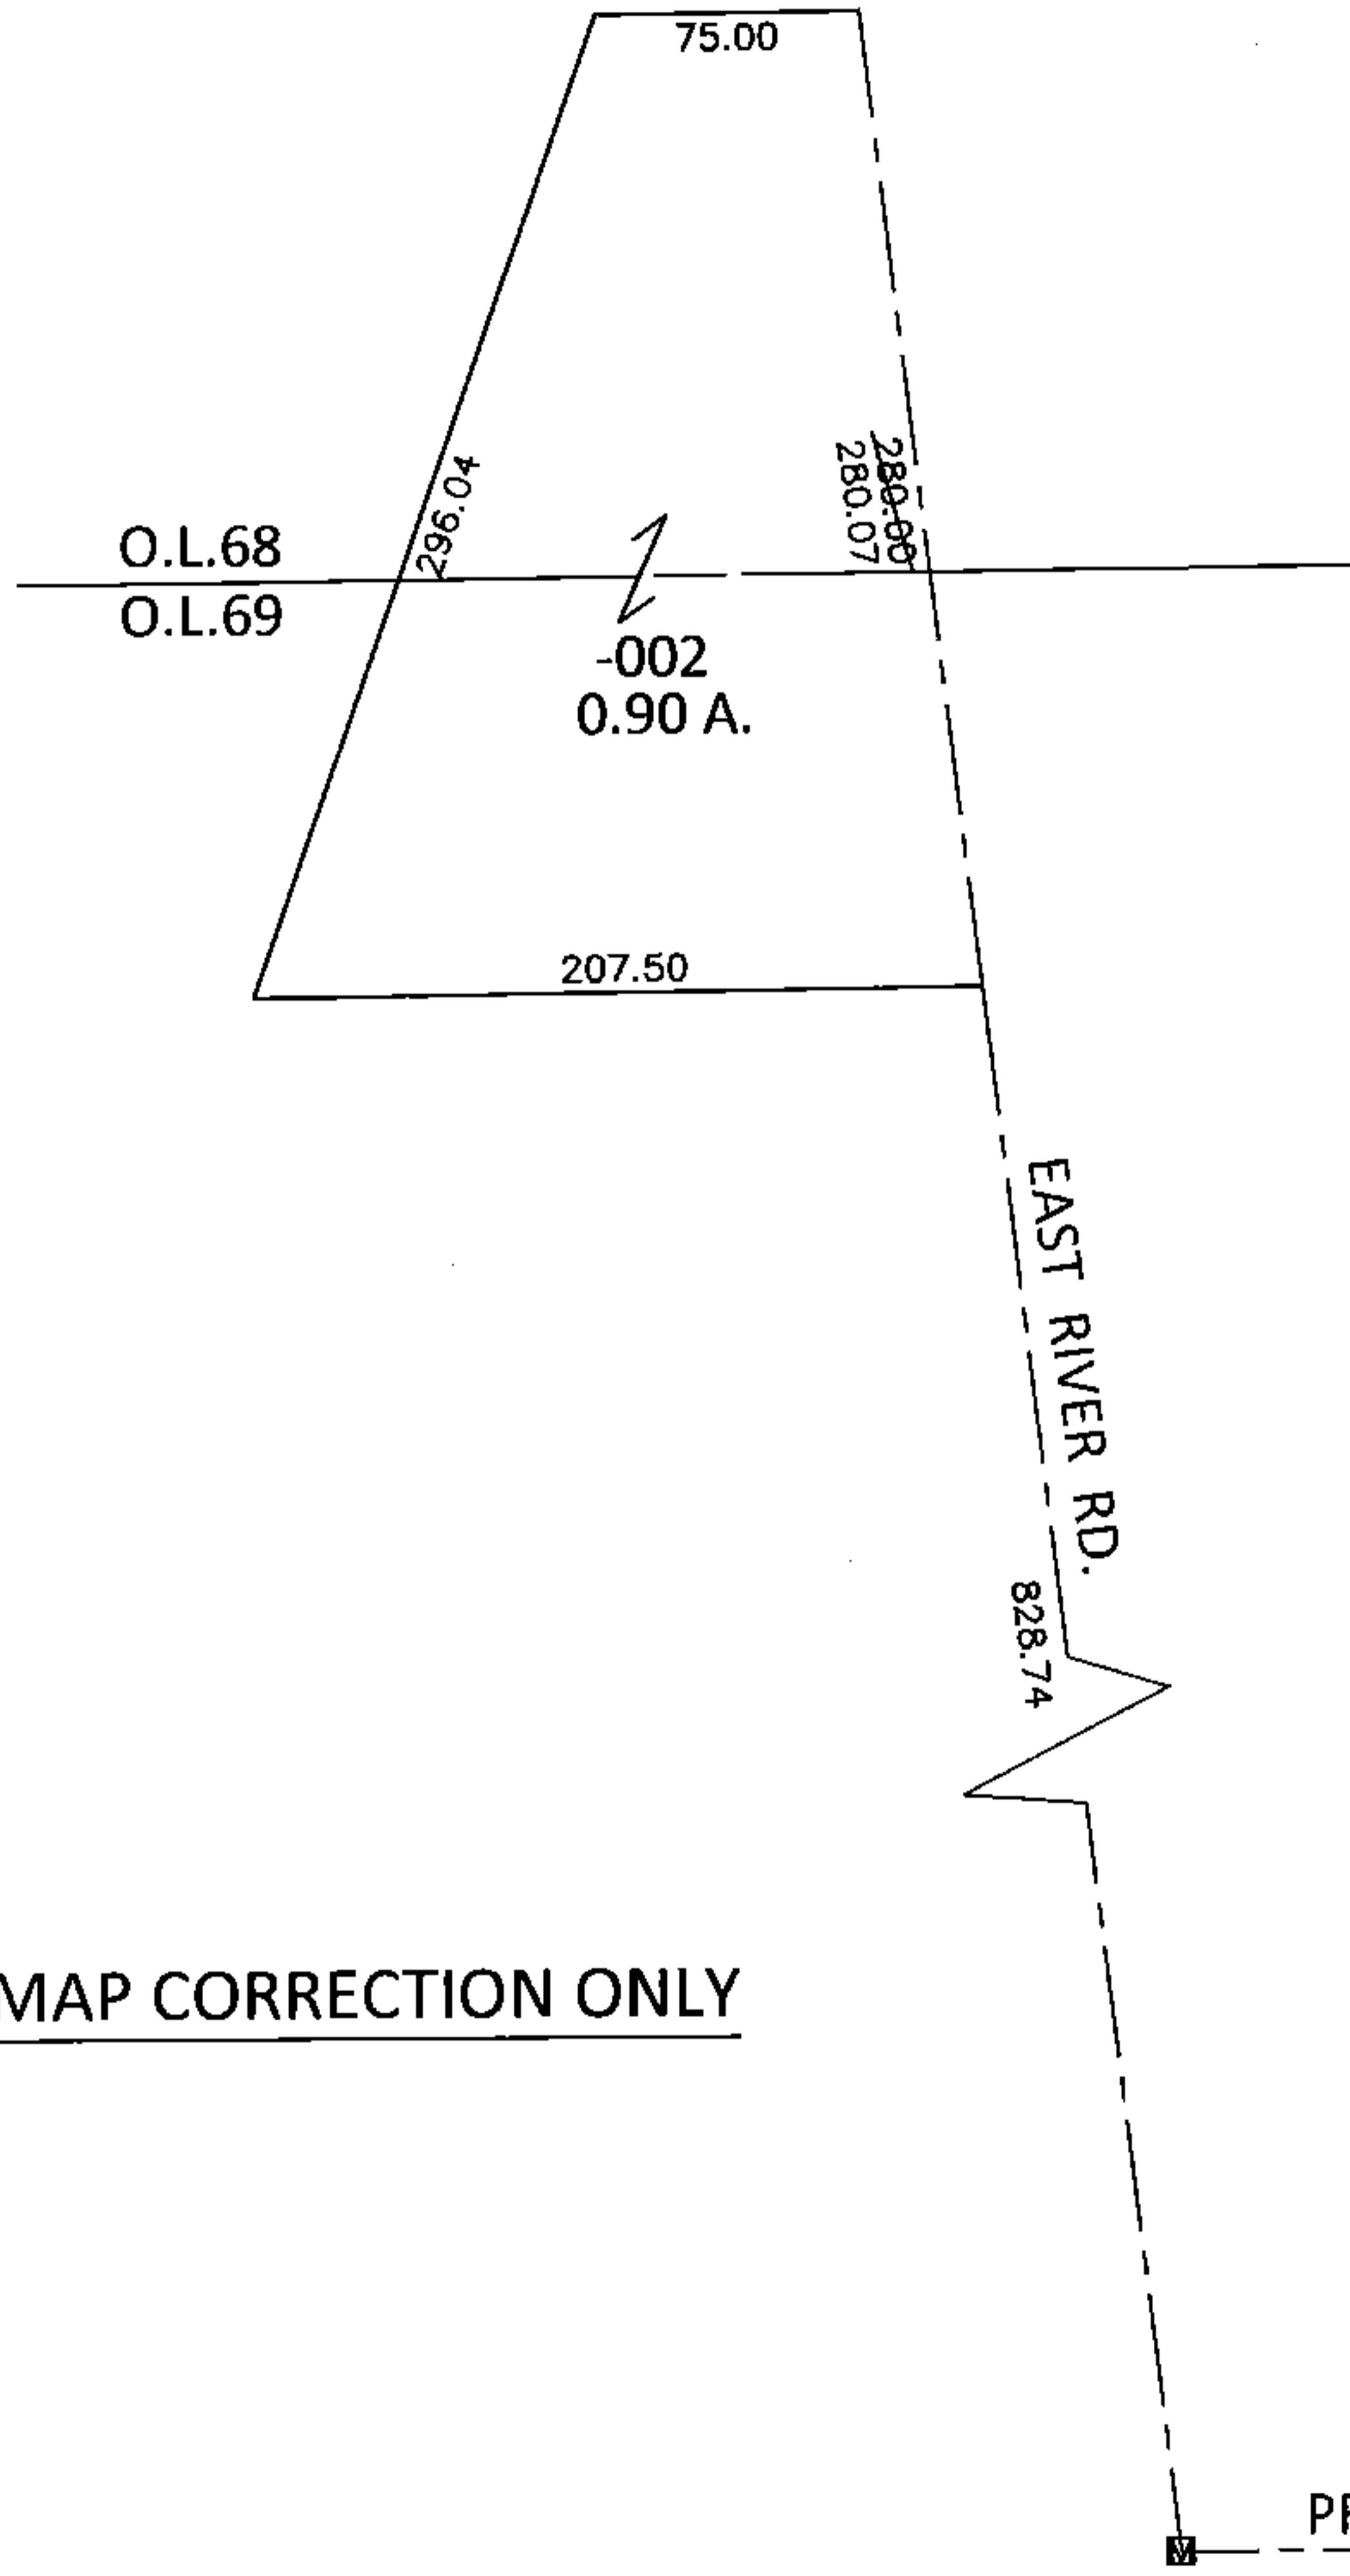 75.00
296.04
280.00
280.07
O.L.68
O.L.69
-002
0.90 A.
207.50
EAST RIVER RD.
828.74
MAP CORRECTION ONLY